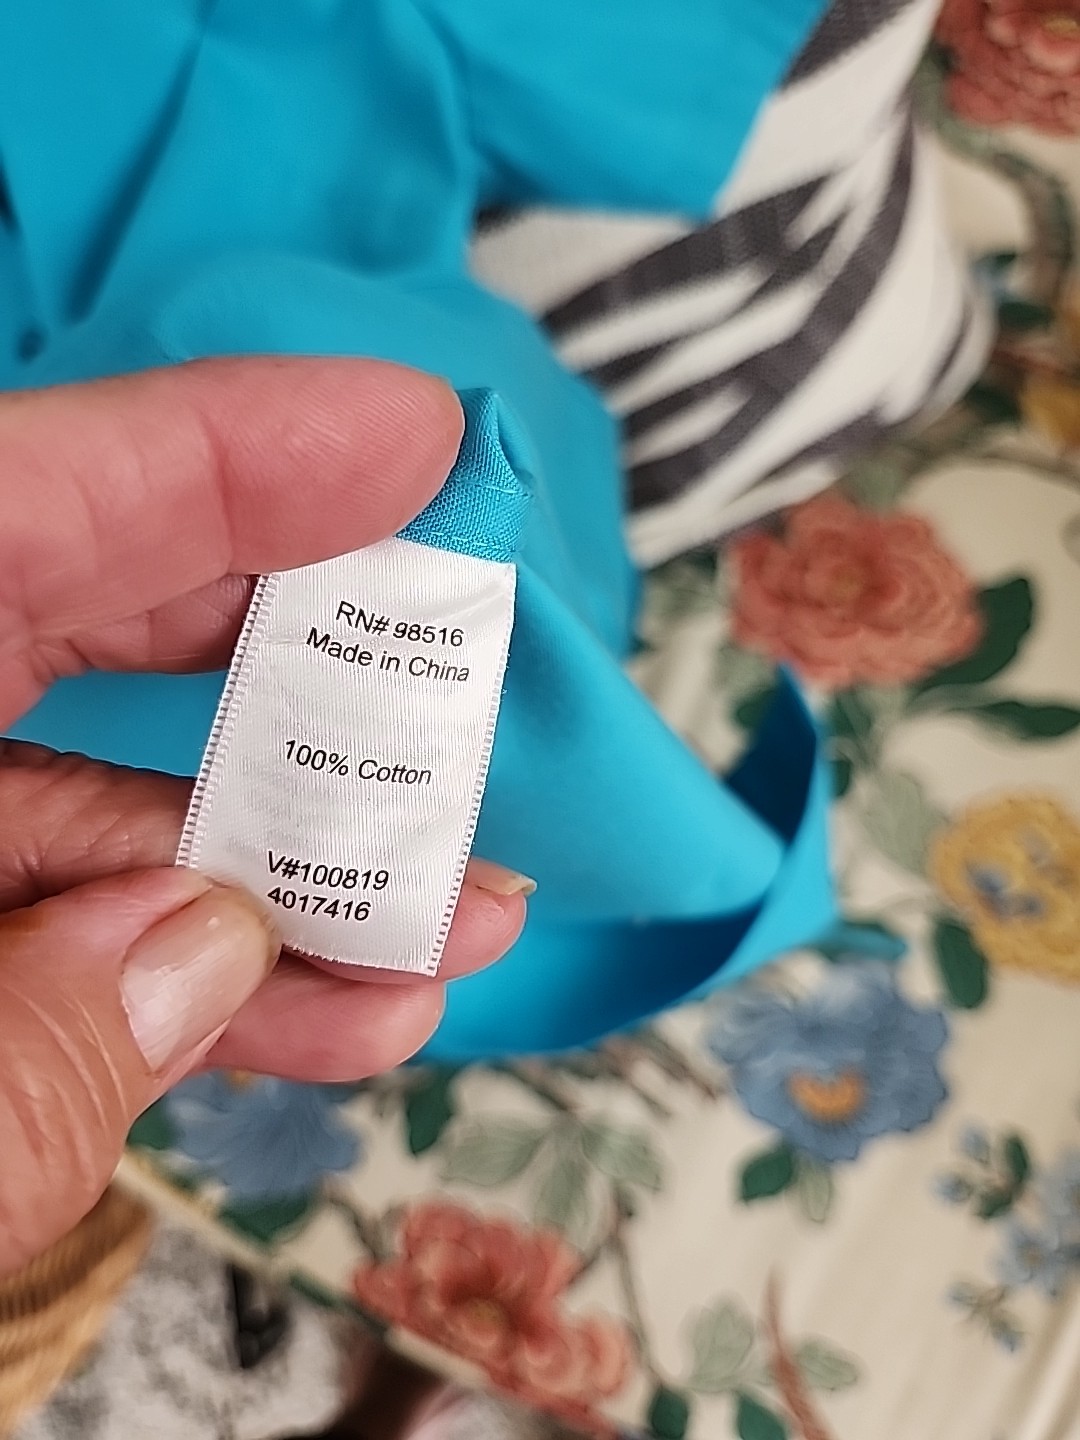 RN# 98516
Made in China
100% Cotton
V#100819
4017416